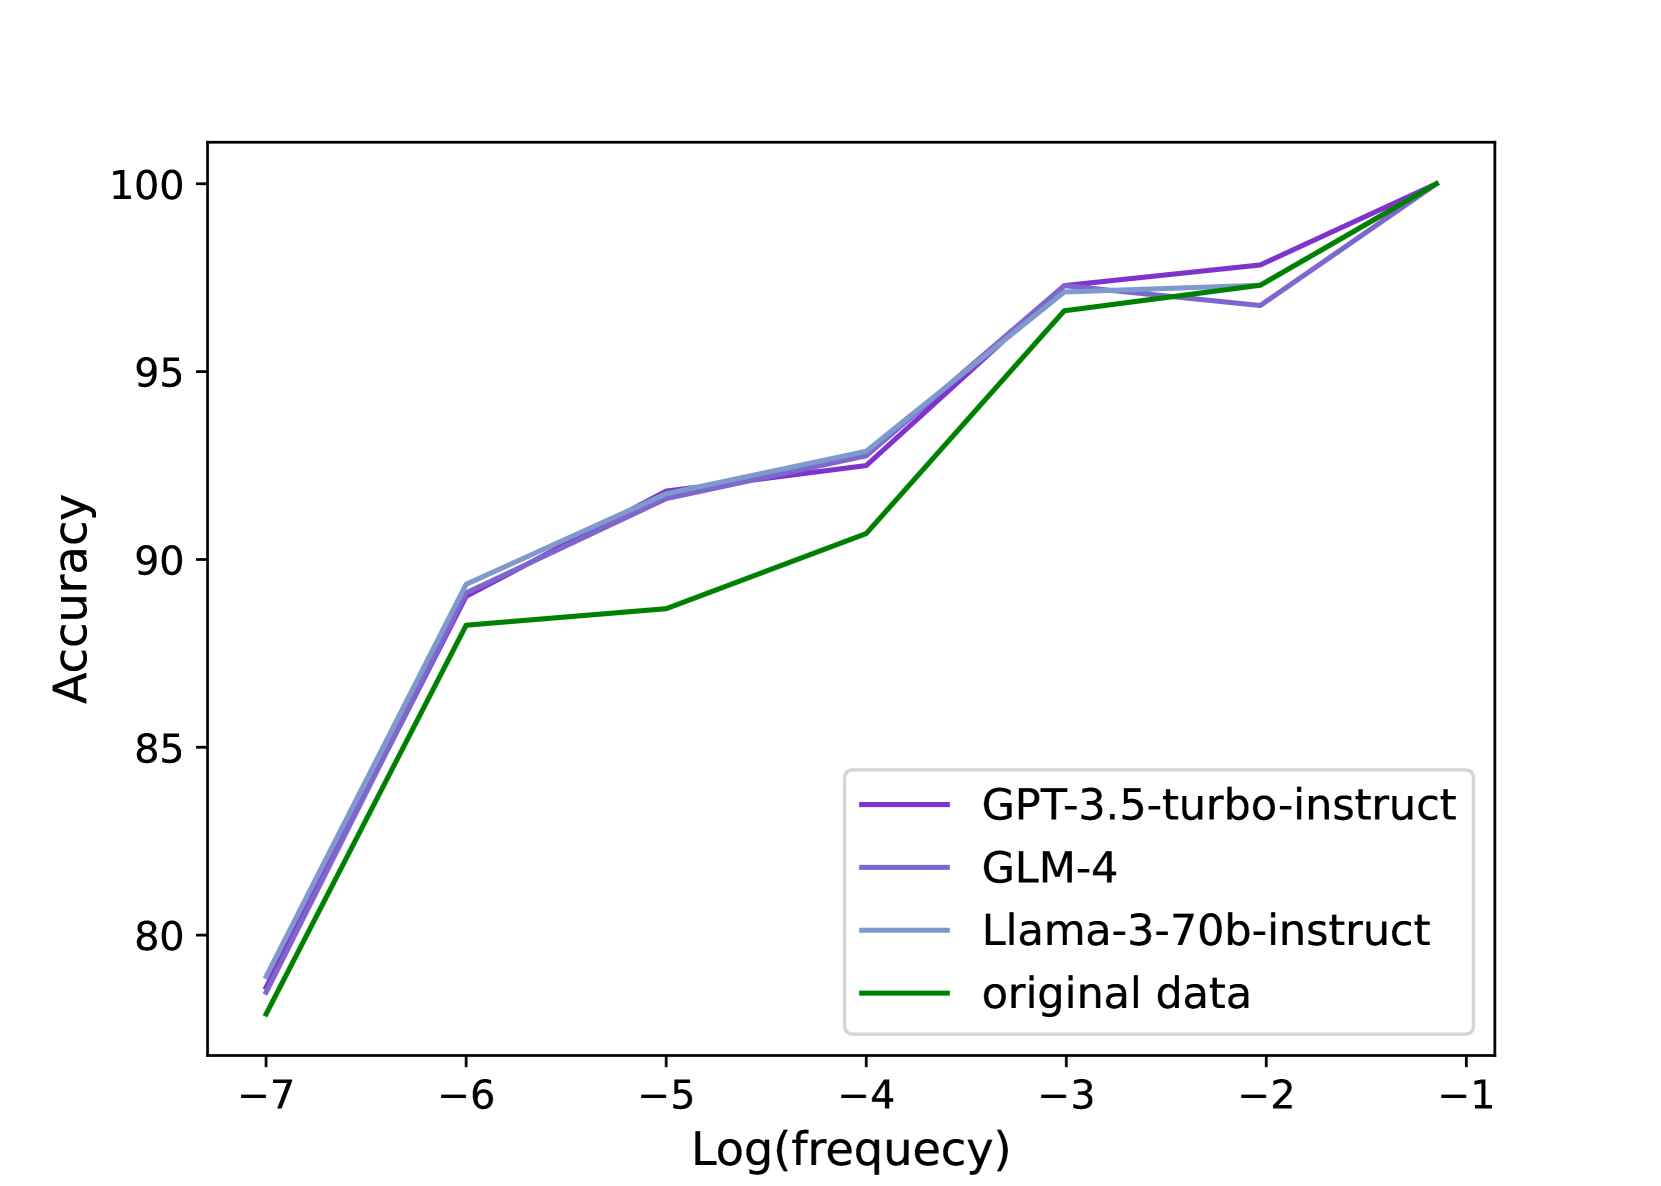 100
95
90
85
80
Accuracy
−7 −6 −5 −4 −3 −2 −1
Log(frequecy)
GPT-3.5-turbo-instruct
GLM-4
Llama-3-70b-instruct
original data